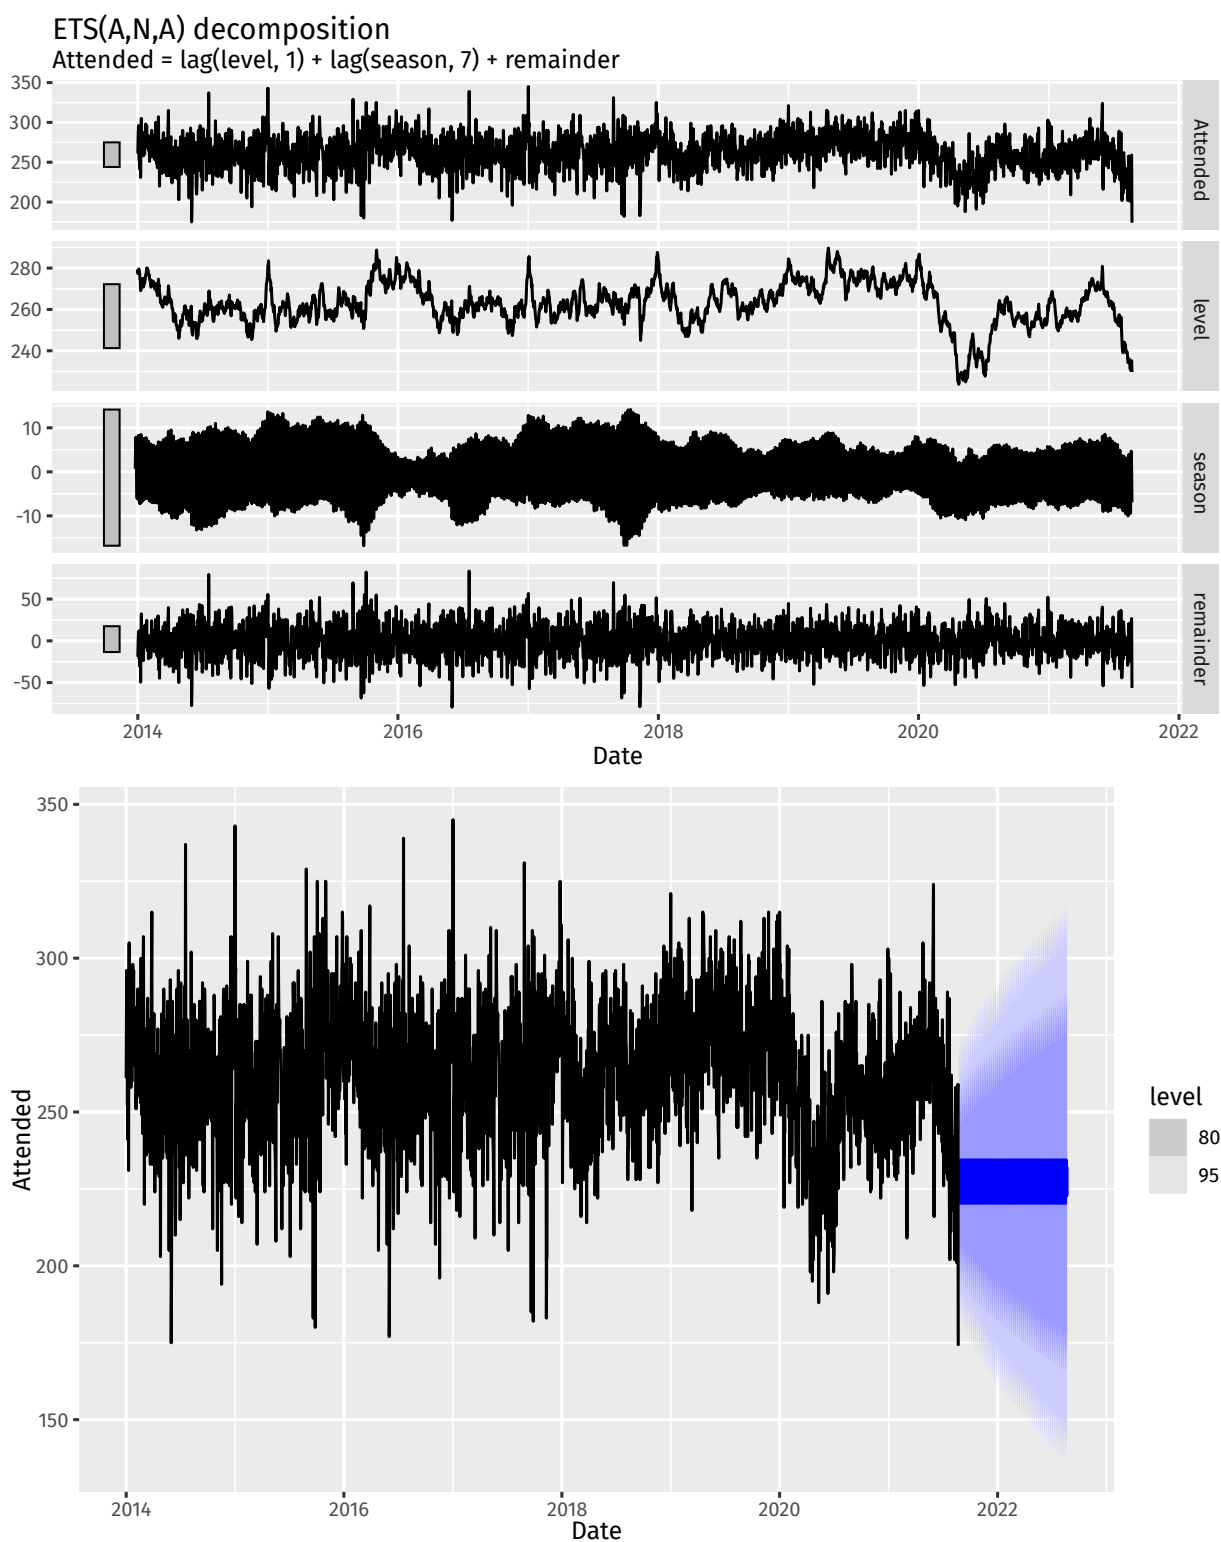 ETS(A,N,A) decomposition
Attended = lag(level, 1) + lag(season, 7) + remainder
350
300
250
200
Attended
280
260
240
level
10
0
-10
season
50
0
-50
remainder
2014 2016 2018 2020 2022
Date
350
300
250
200
150
Attended
2014 2016 2018 2020 2022
Date
level
80
95